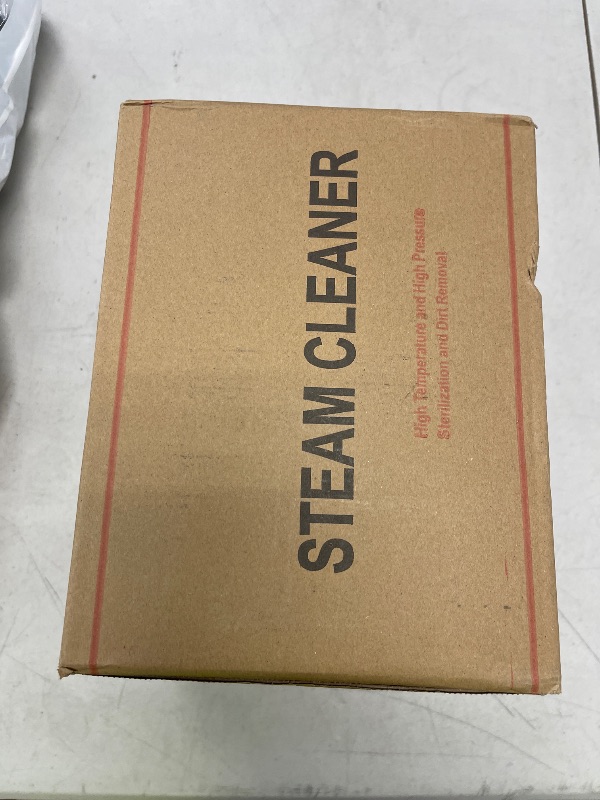 STEAM CLEANER
High Temperature and High Pressure
Sterilization and Dirt Removal